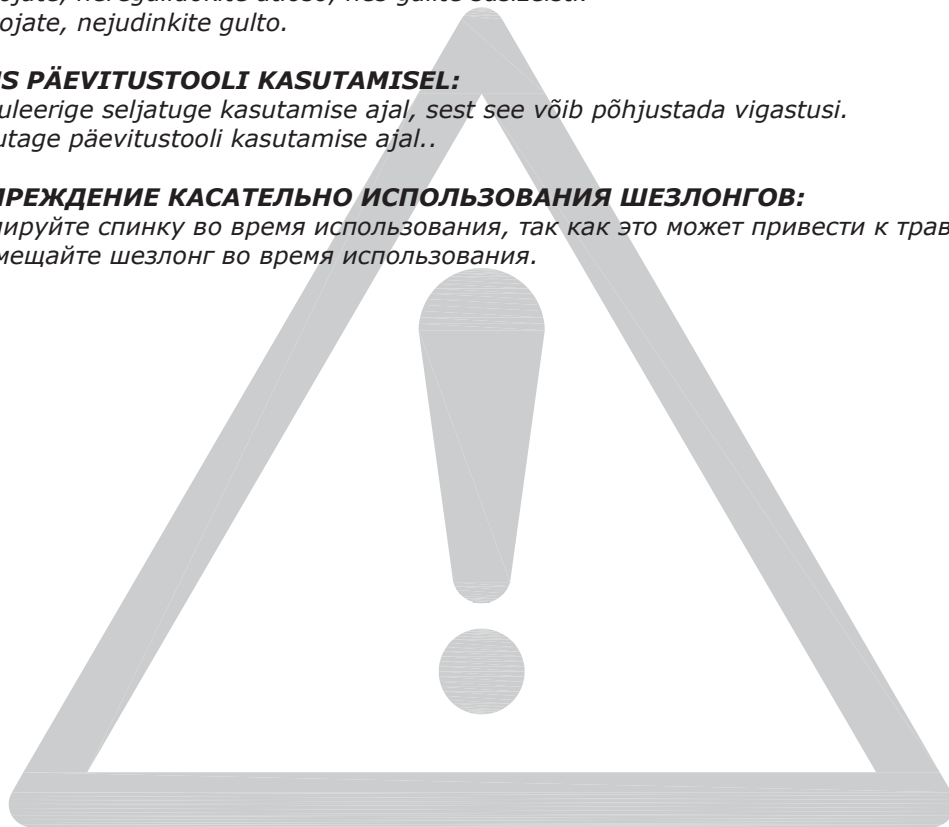 ojate, nejudinkite gulto.
S PÄEVITUSTOOLI KASUTAMISEL:
uleerige seljatuge kasutamise ajal, sest see võib põhjustada vigastusi.
utage päevitustooli kasutamise ajal..
ПРЕЖДЕНИЕ КАСАТЕЛЬНО ИСПОЛЬЗОВАНИЯ ШЕЗЛОНГОВ:
ируйте спинку во время использования, так как это может привести к трав
мещайте шезлонг во время использования.